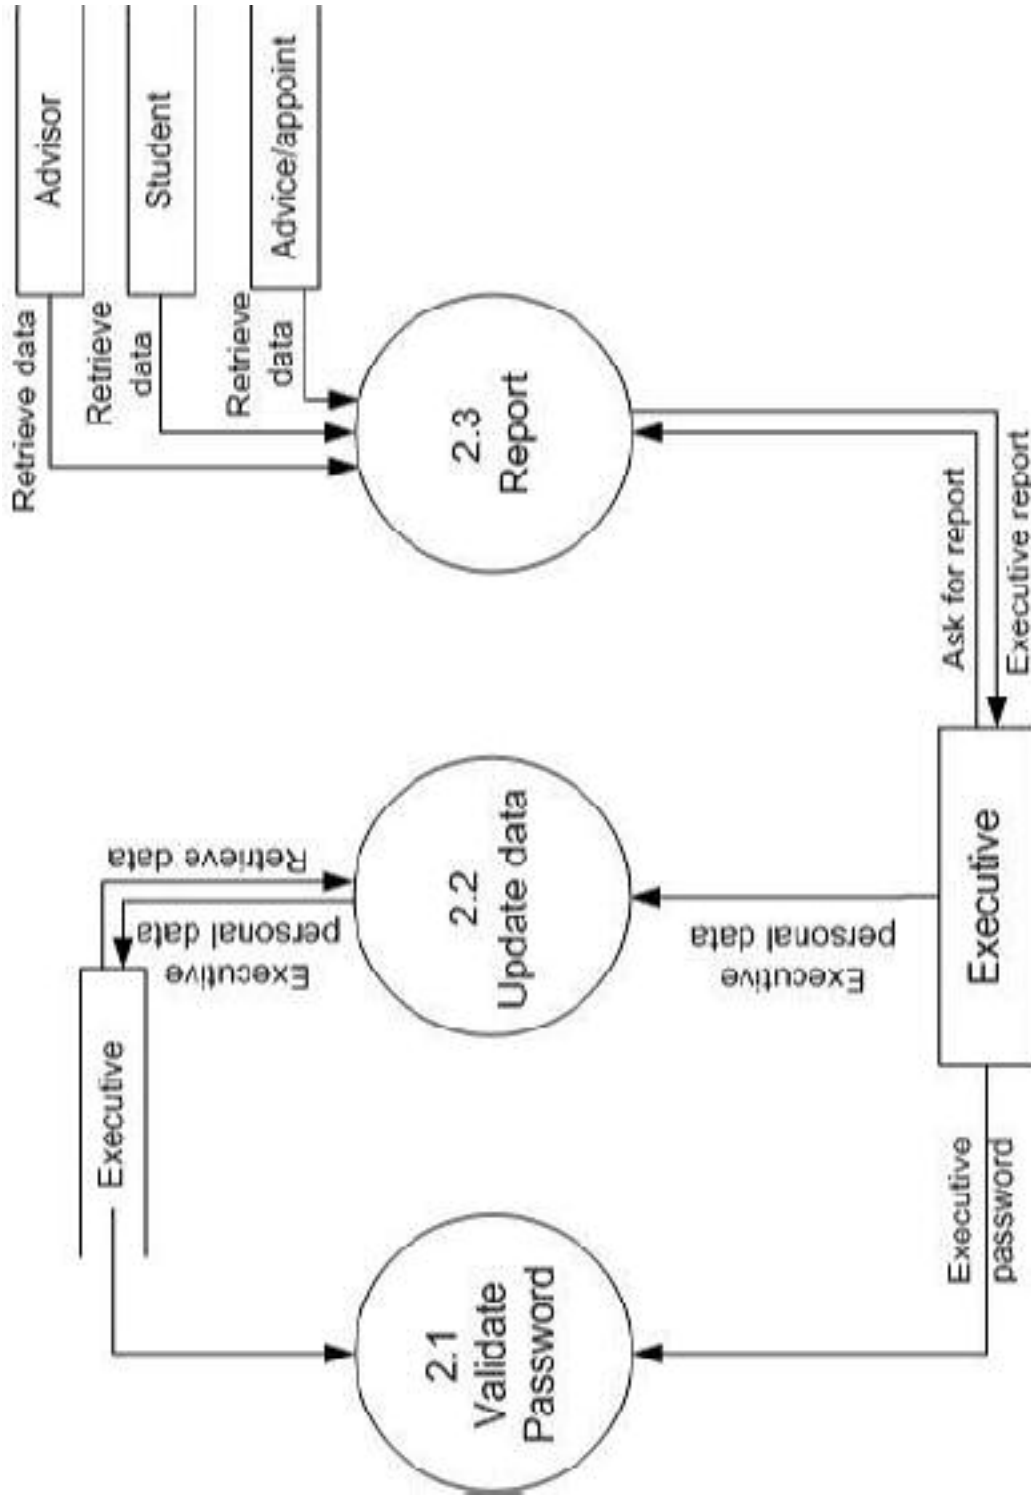 Executive
Retrieve data
Executive
personal data
Retrieve data
Advisor
Retrieve
data
Student
Retrieve
data
Advice/appoint
2.1
Validate
Password
2.2
Update data
2.3
Report
Executive
password
Executive
personal data
Ask for report
Executive report
Executive